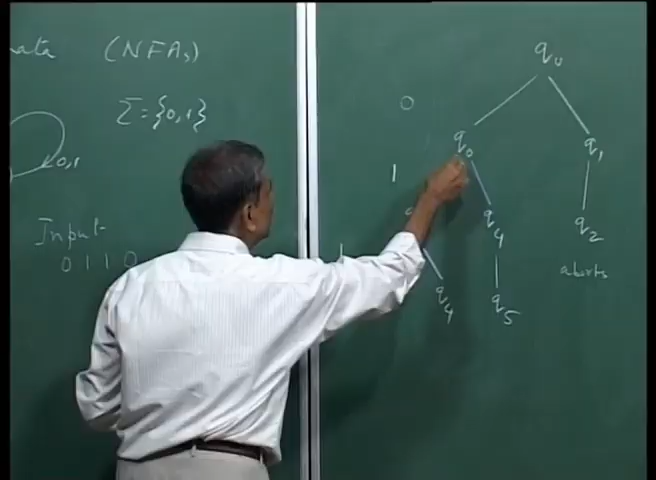 ata (NFAs)
Σ={0,1}
0,1
Input
0 1 1 0
q0
0
q0 q1
1
q4 q2
aborts
1
q4 q5